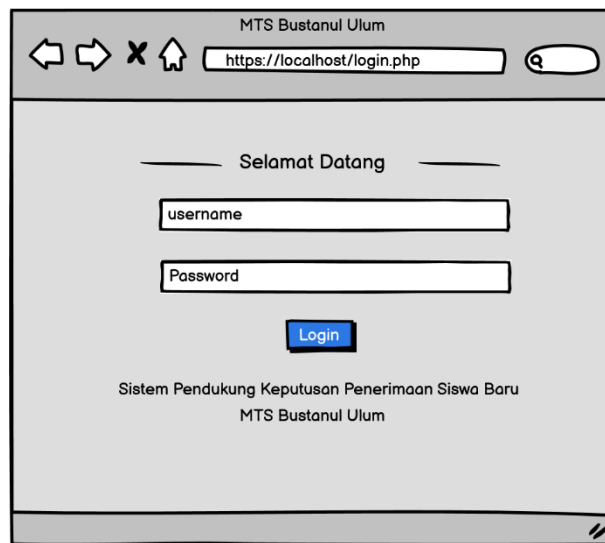 MTS Bustanul Ulum
https://localhost/login.php
Selamat Datang
username
Password
Login
Sistem Pendukung Keputusan Penerimaan Siswa Baru
MTS Bustanul Ulum